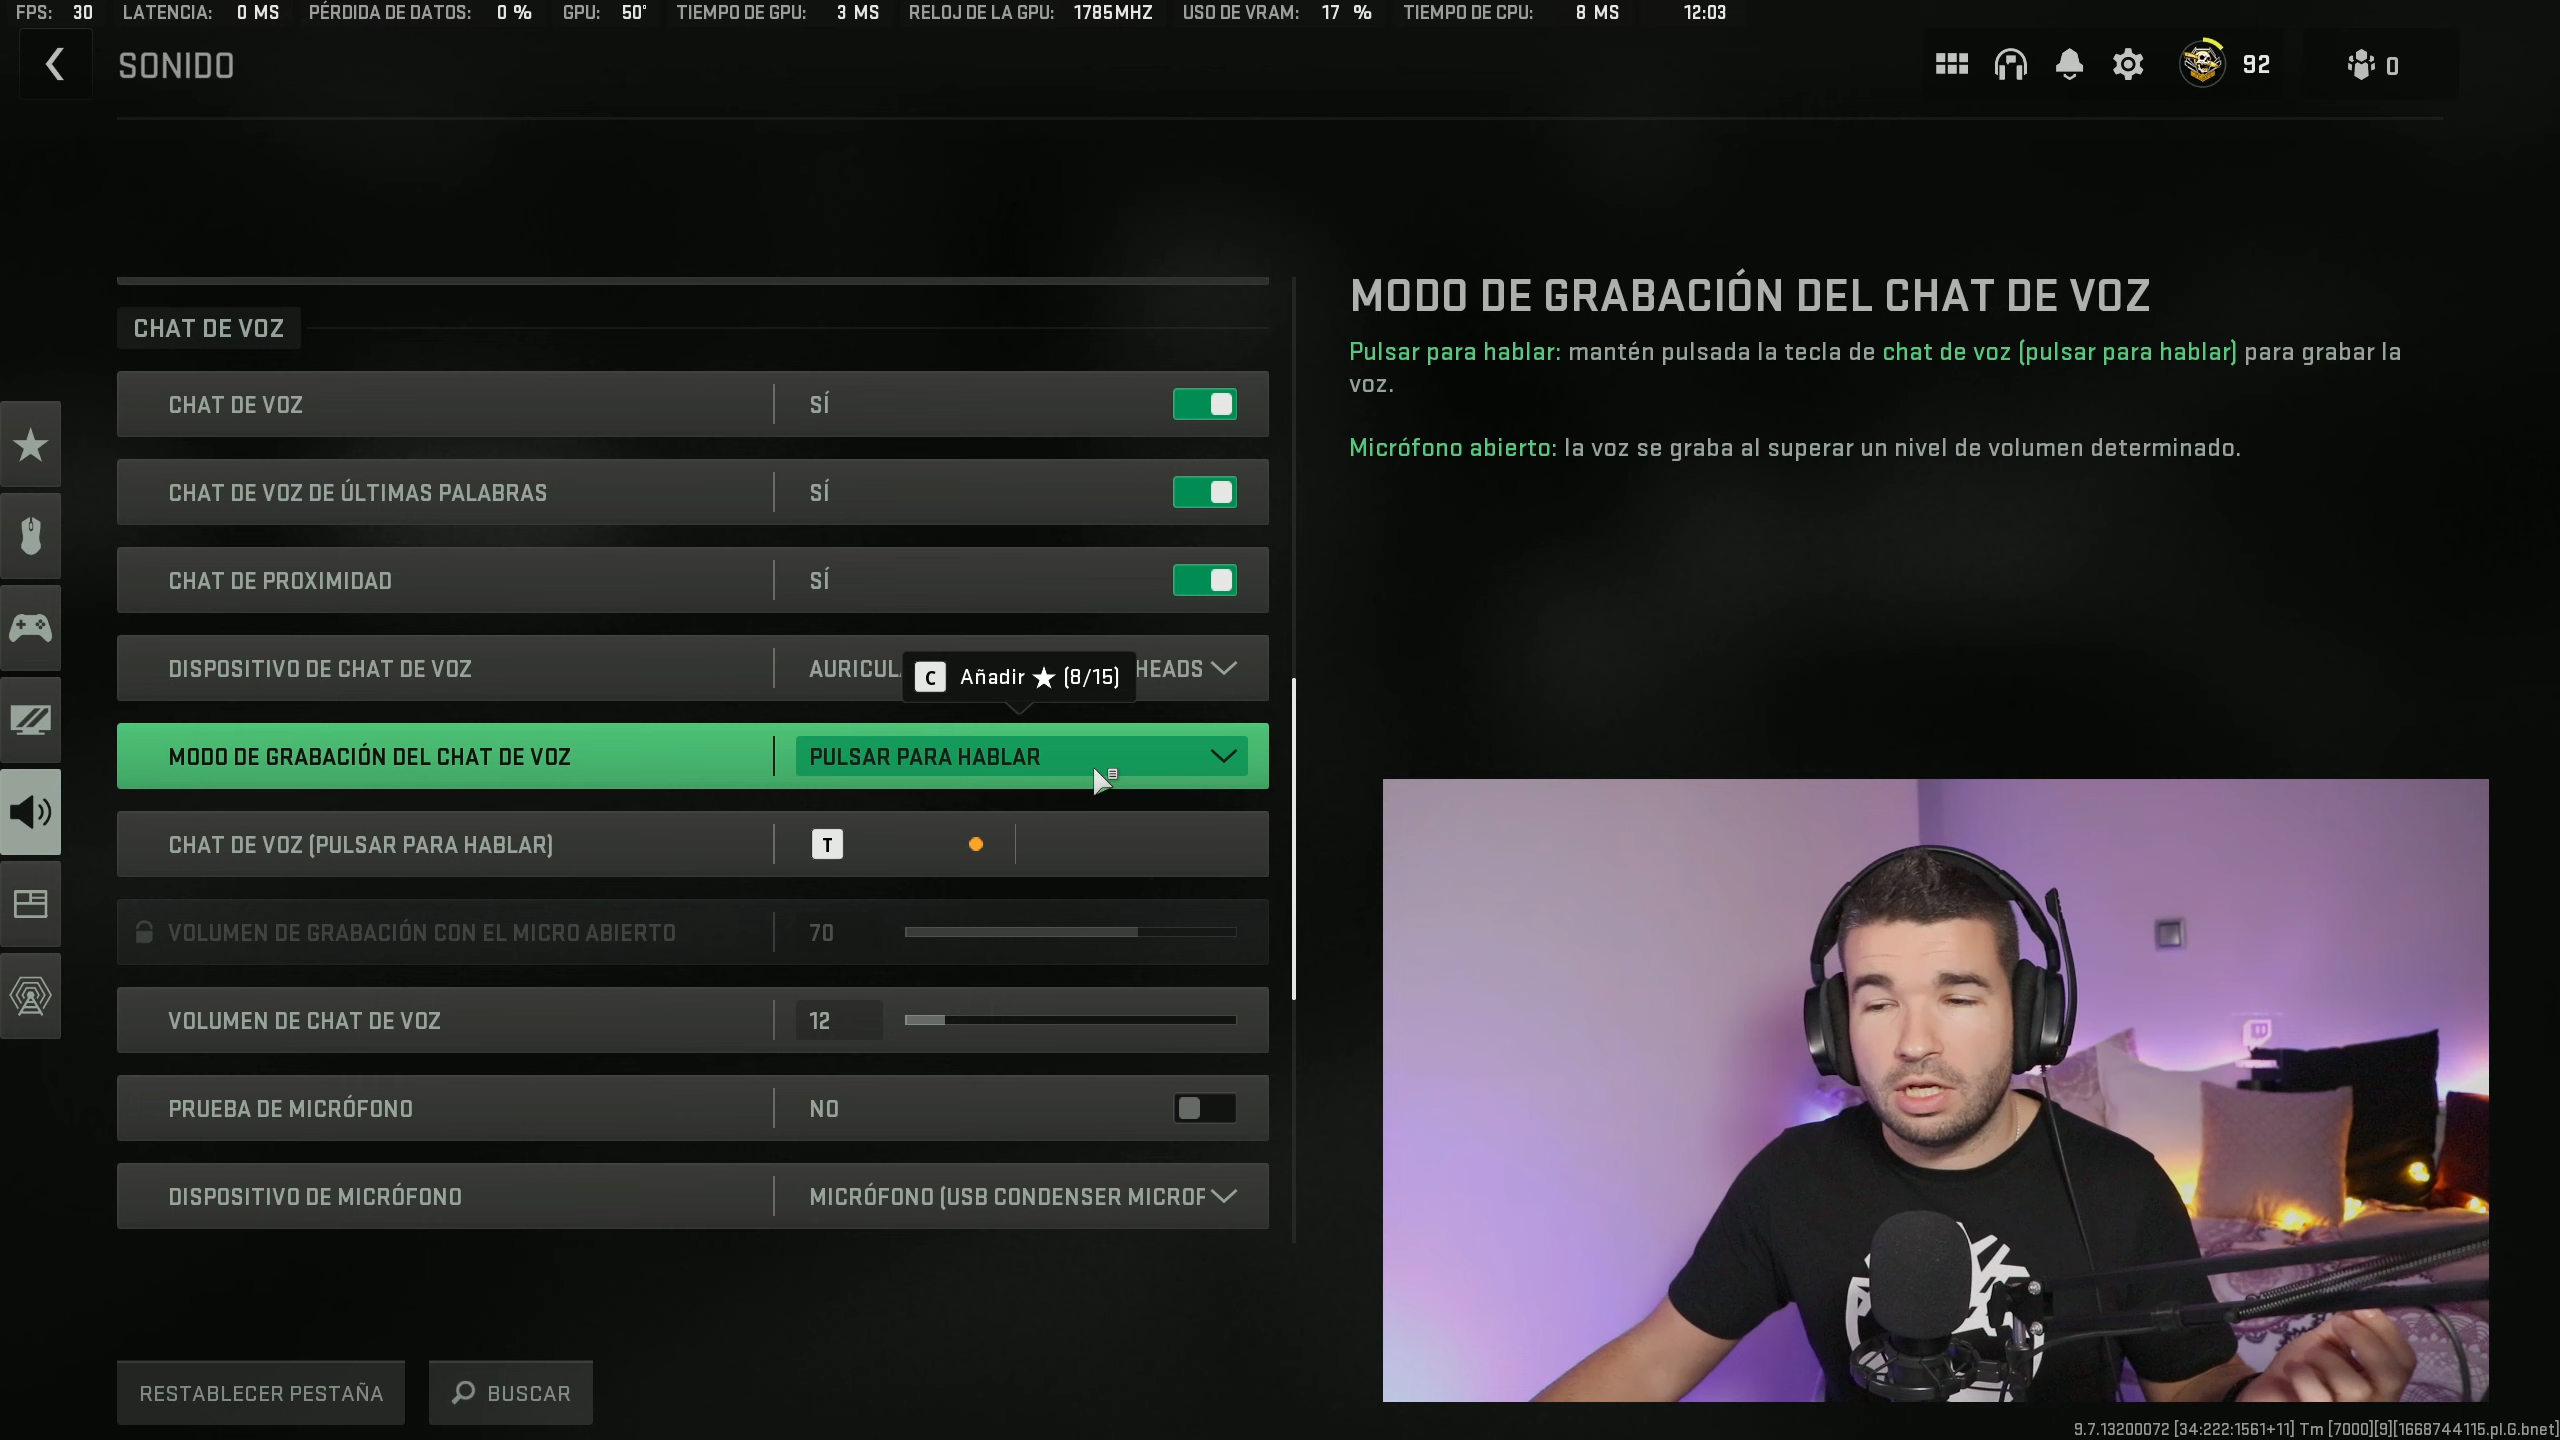 FPS: 30 LATENCIA: 0 MS PÉRDIDA DE DATOS: 0 % GPU: 50° TIEMPO DE GPU: 3 MS RELOJ DE LA GPU: 1785MHZ USO DE VRAM: 17 % TIEMPO DE CPU: 8 MS 12:03
SONIDO
92
0
CHAT DE VOZ
CHAT DE VOZ SÍ
CHAT DE VOZ DE ÚLTIMAS PALABRAS SÍ
CHAT DE PROXIMIDAD SÍ
DISPOSITIVO DE CHAT DE VOZ AURICUL HEADS
C Añadir ★ (8/15)
MODO DE GRABACIÓN DEL CHAT DE VOZ PULSAR PARA HABLAR
CHAT DE VOZ (PULSAR PARA HABLAR) T
VOLUMEN DE GRABACIÓN CON EL MICRO ABIERTO 70
VOLUMEN DE CHAT DE VOZ 12
PRUEBA DE MICRÓFONO NO
DISPOSITIVO DE MICRÓFONO MICRÓFONO (USB CONDENSER MICROF
RESTABLECER PESTAÑA BUSCAR
MODO DE GRABACIÓN DEL CHAT DE VOZ
Pulsar para hablar: mantén pulsada la tecla de chat de voz (pulsar para hablar) para grabar la
voz.
Micrófono abierto: la voz se graba al superar un nivel de volumen determinado.
9.7.13200072 [34:222:1561+11] Tm [7000][9][1668744115.pl.G.bnet]